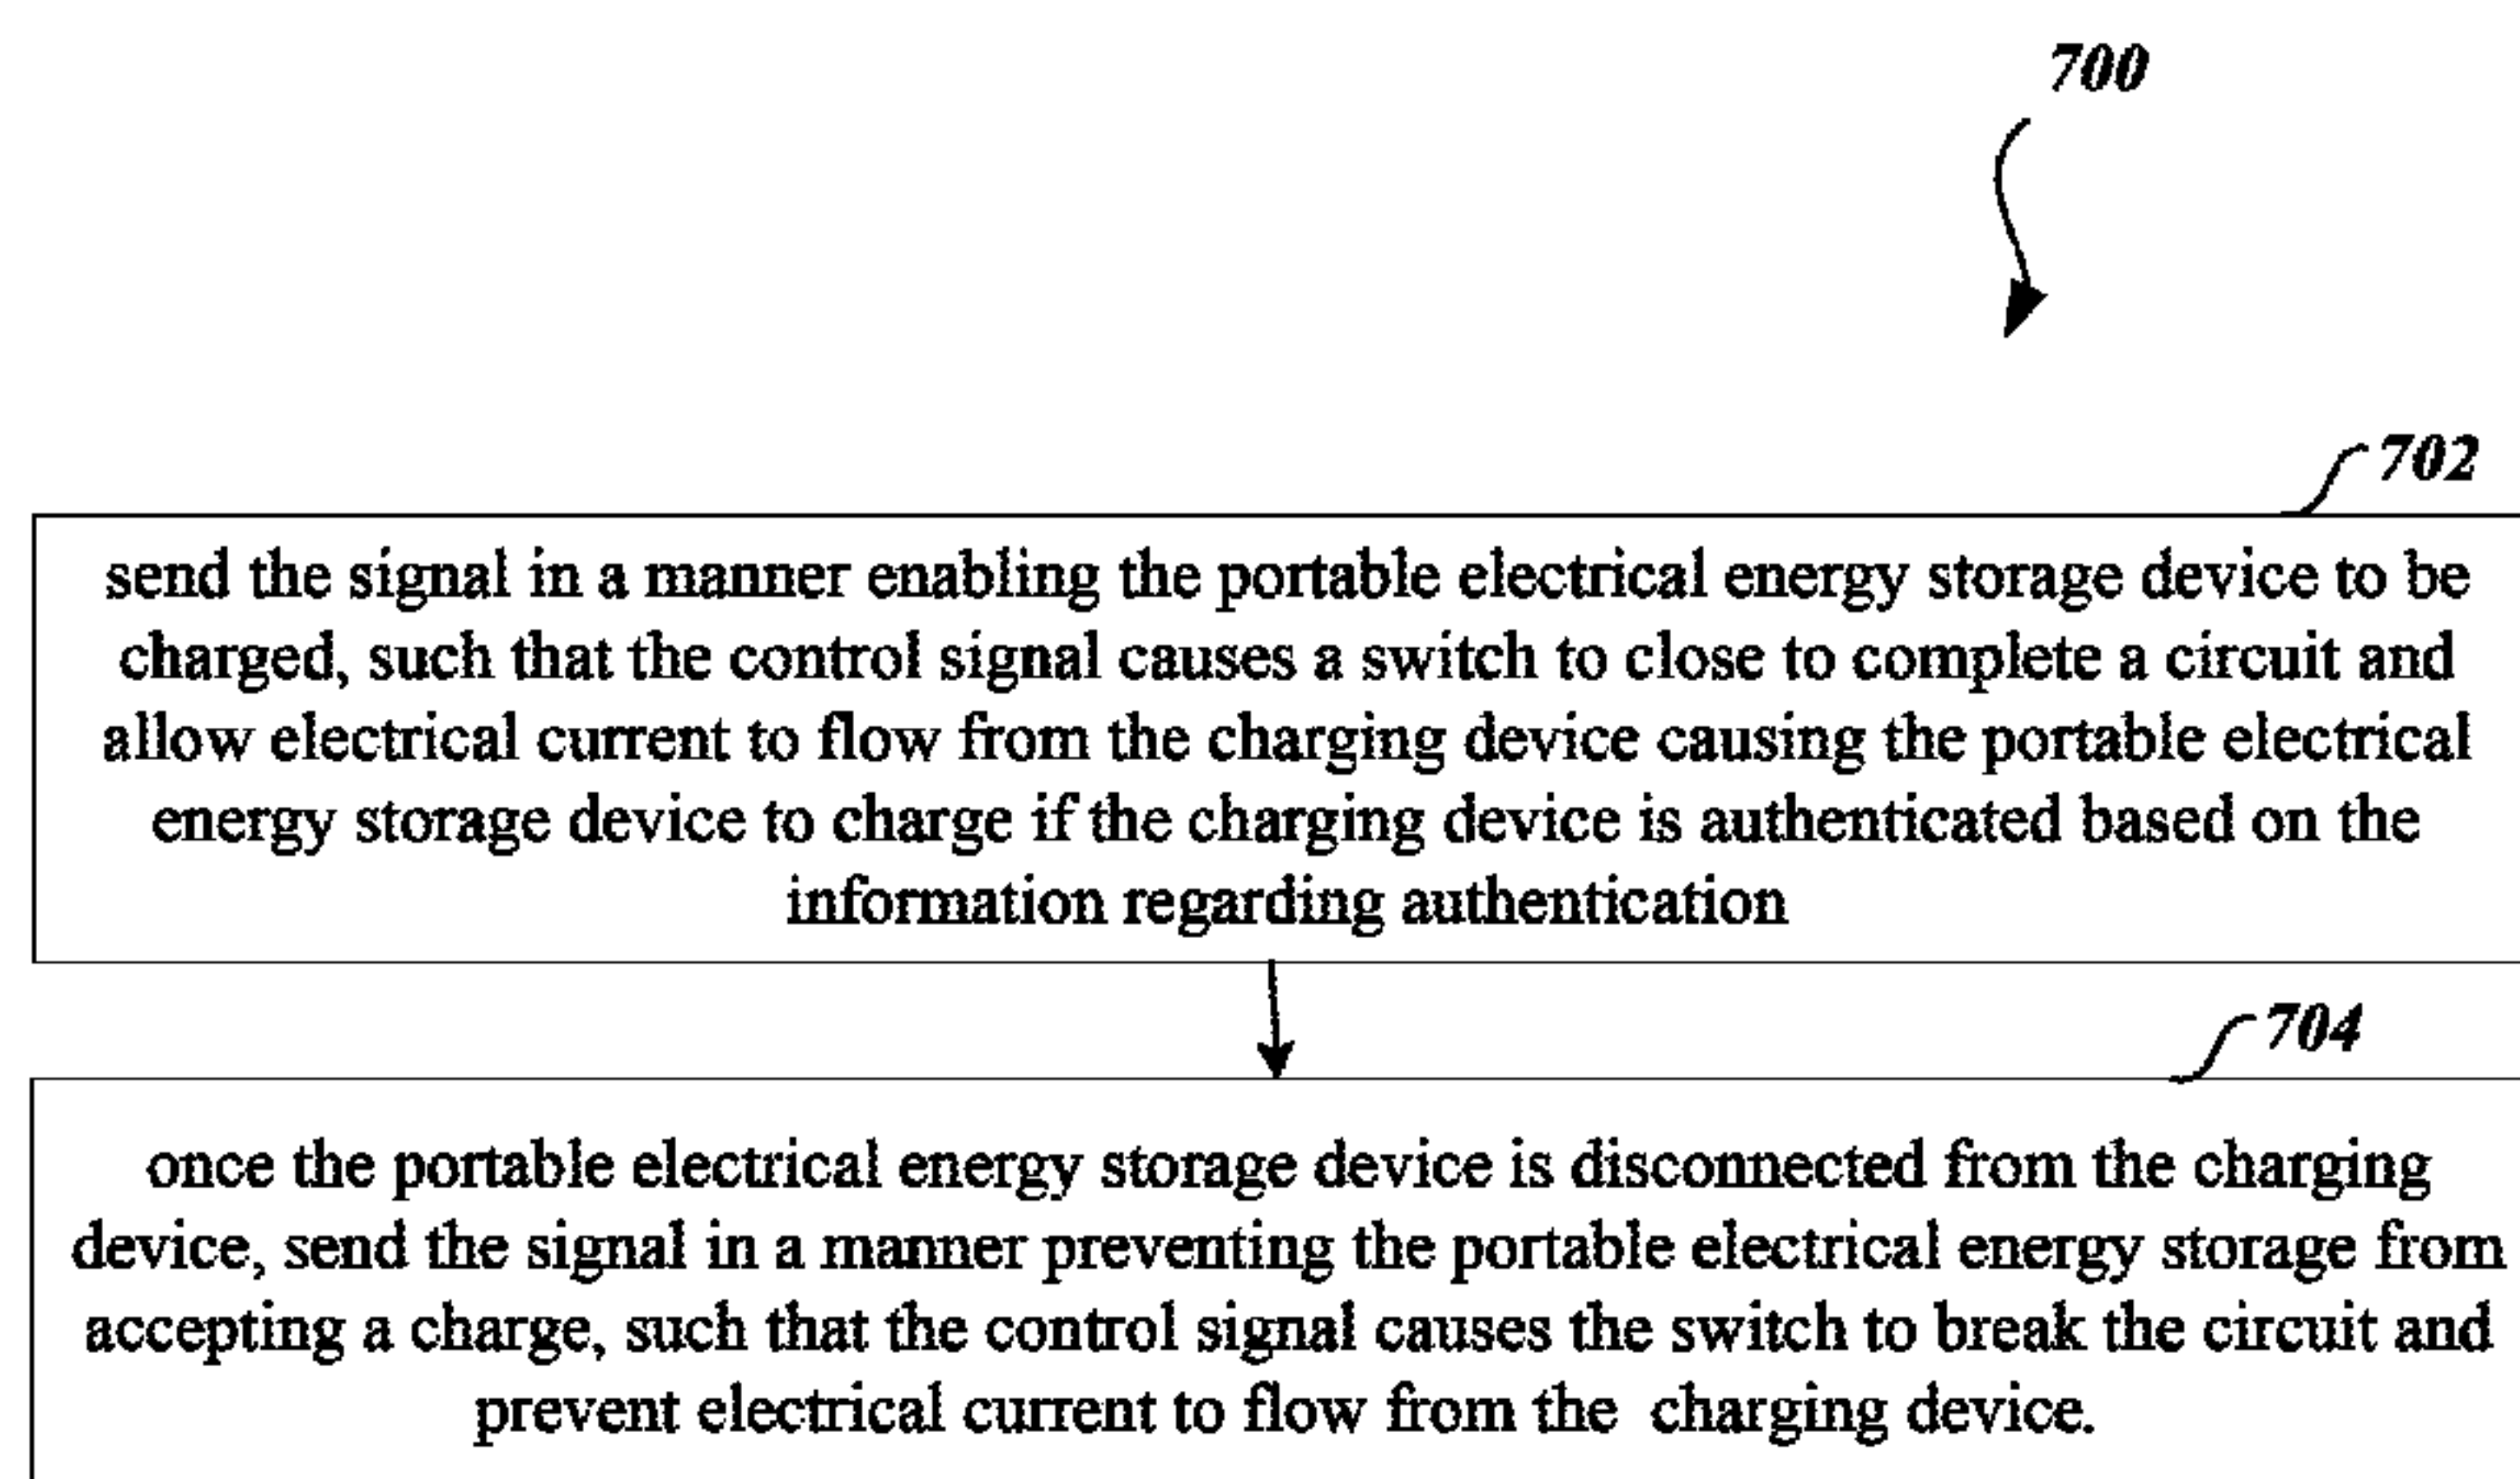 700
702
send the signal in a manner enabling the portable electrical energy storage device to be
charged, such that the control signal causes a switch to close to complete a circuit and
allow electrical current to flow from the charging device causing the portable electrical
energy storage device to charge if the charging device is authenticated based on the
information regarding authentication
704
once the portable electrical energy storage device is disconnected from the charging
device, send the signal in a manner preventing the portable electrical energy storage from
accepting a charge, such that the control signal causes the switch to break the circuit and
prevent electrical current to flow from the charging device.